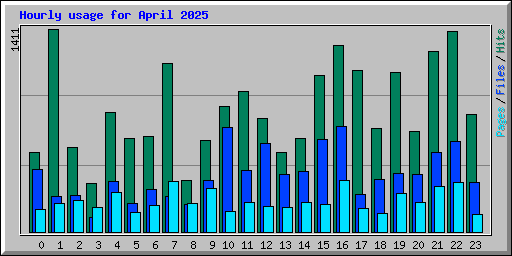 Hourly usage for April 2025
1411
Pages/Files/Hits
0 1 2 3 4 5 6 7 8 9 10 11 12 13 14 15 16 17 18 19 20 21 22 23